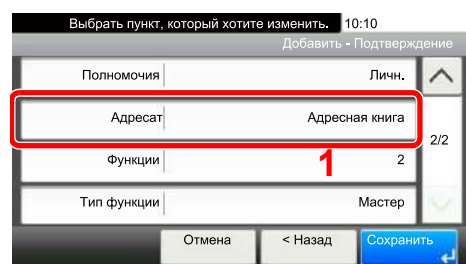 Выбрать пункт, который хотите изменить. 10:10
Добавить - Подтверждение
Полномочия Личн.
Адресат Адресная книга
2/2
Функции 1 2
Тип функции Мастер
Отмена < Назад Сохранить